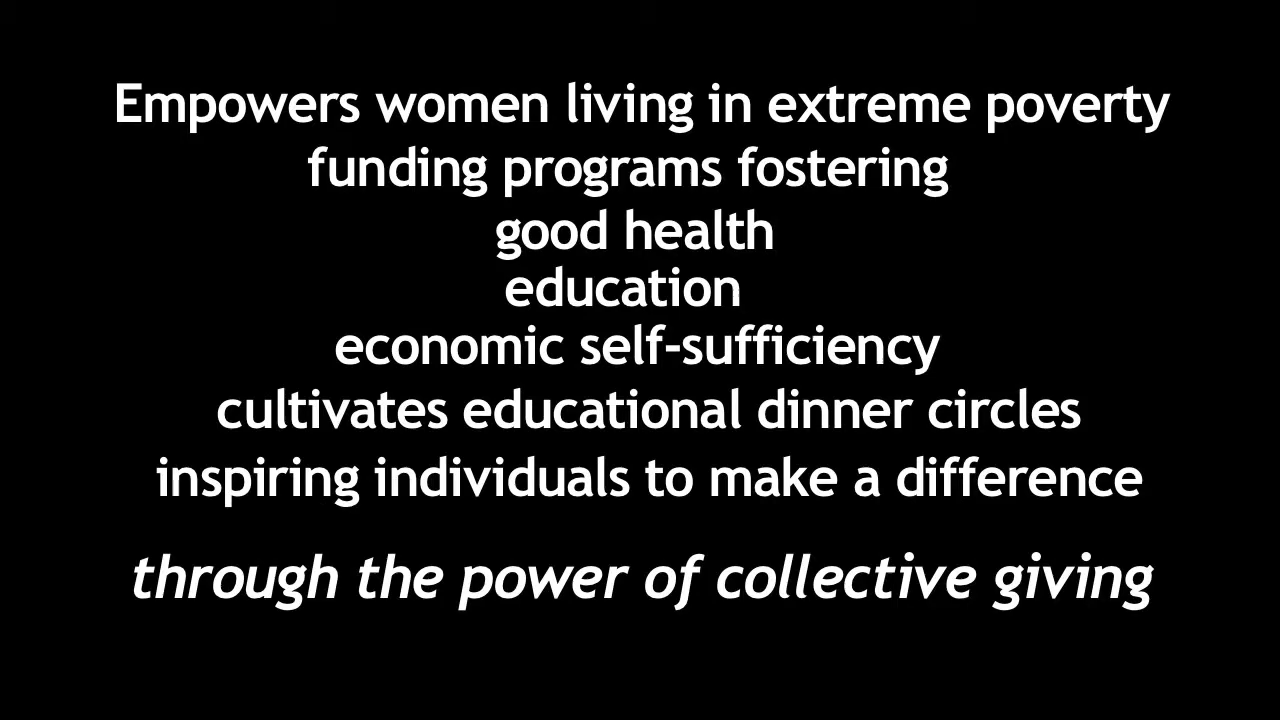 Empowers women living in extreme poverty
funding programs fostering
good health
education
economic self-sufficiency
cultivates educational dinner circles
inspiring individuals to make a difference
through the power of collective giving